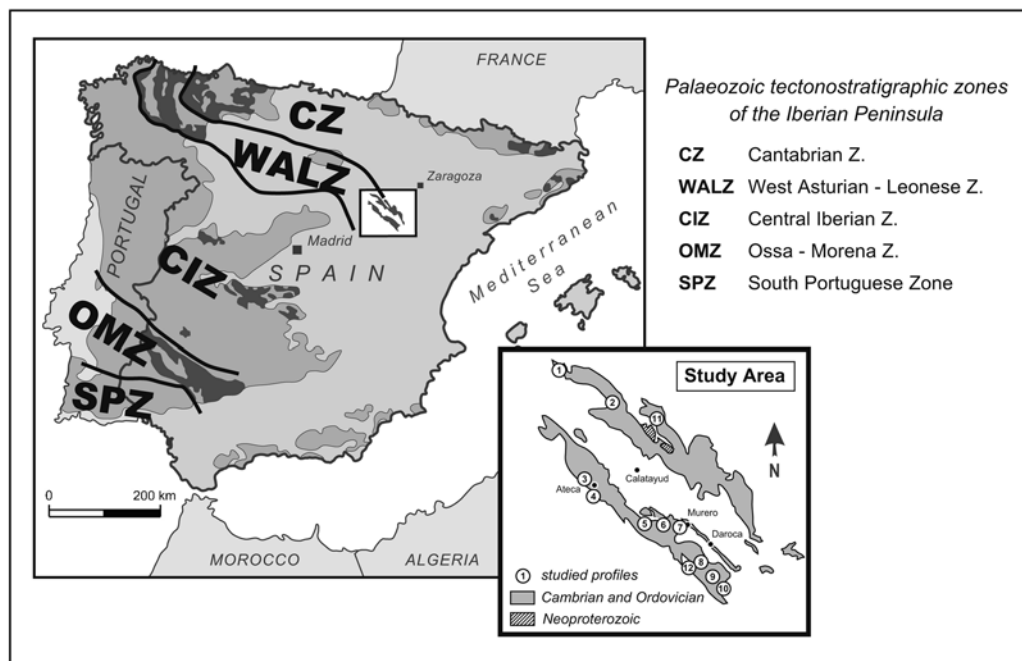 FRANCE
CZ
WALZ
Zaragoza
PORTUGAL
Madrid
CIZ
SPAIN
Mediterranean
Sea
OMZ
SPZ
0 200 km
MOROCCO
ALGERIA
Palaeozoic tectonostratigraphic zones
of the Iberian Peninsula
CZ Cantabrian Z.
WALZ West Asturian - Leonese Z.
CIZ Central Iberian Z.
OMZ Ossa - Morena Z.
SPZ South Portuguese Zone
Study Area
1
2
11
N
Calatayud
3
Ateca
4
Murero
5
6
7
Daroca
12
8
9
10
1 studied profiles
Cambrian and Ordovician
Neoproterozoic